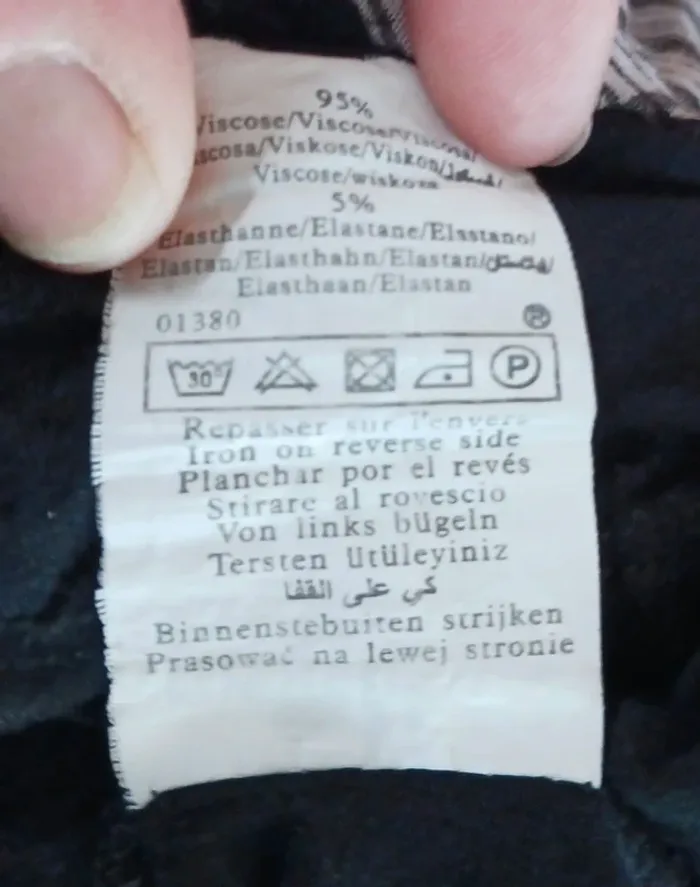 95%
Viscose/Viscosa/Viscosa/
Viskose/Viskon/
Viscose/wiskoza
5%
Elasthanne/Elastane/Elastano/
Elastan/Elasthahn/Elastan/
Elasthaan/Elastan
01380
30°
P
Repasser sur l'envers
Iron on reverse side
Planchar por el revés
Stirare al rovescio
Von links bügeln
Tersten Ütüleyiniz
كي على القفا
Binnenstebuiten strijken
Prasować na lewej stronie